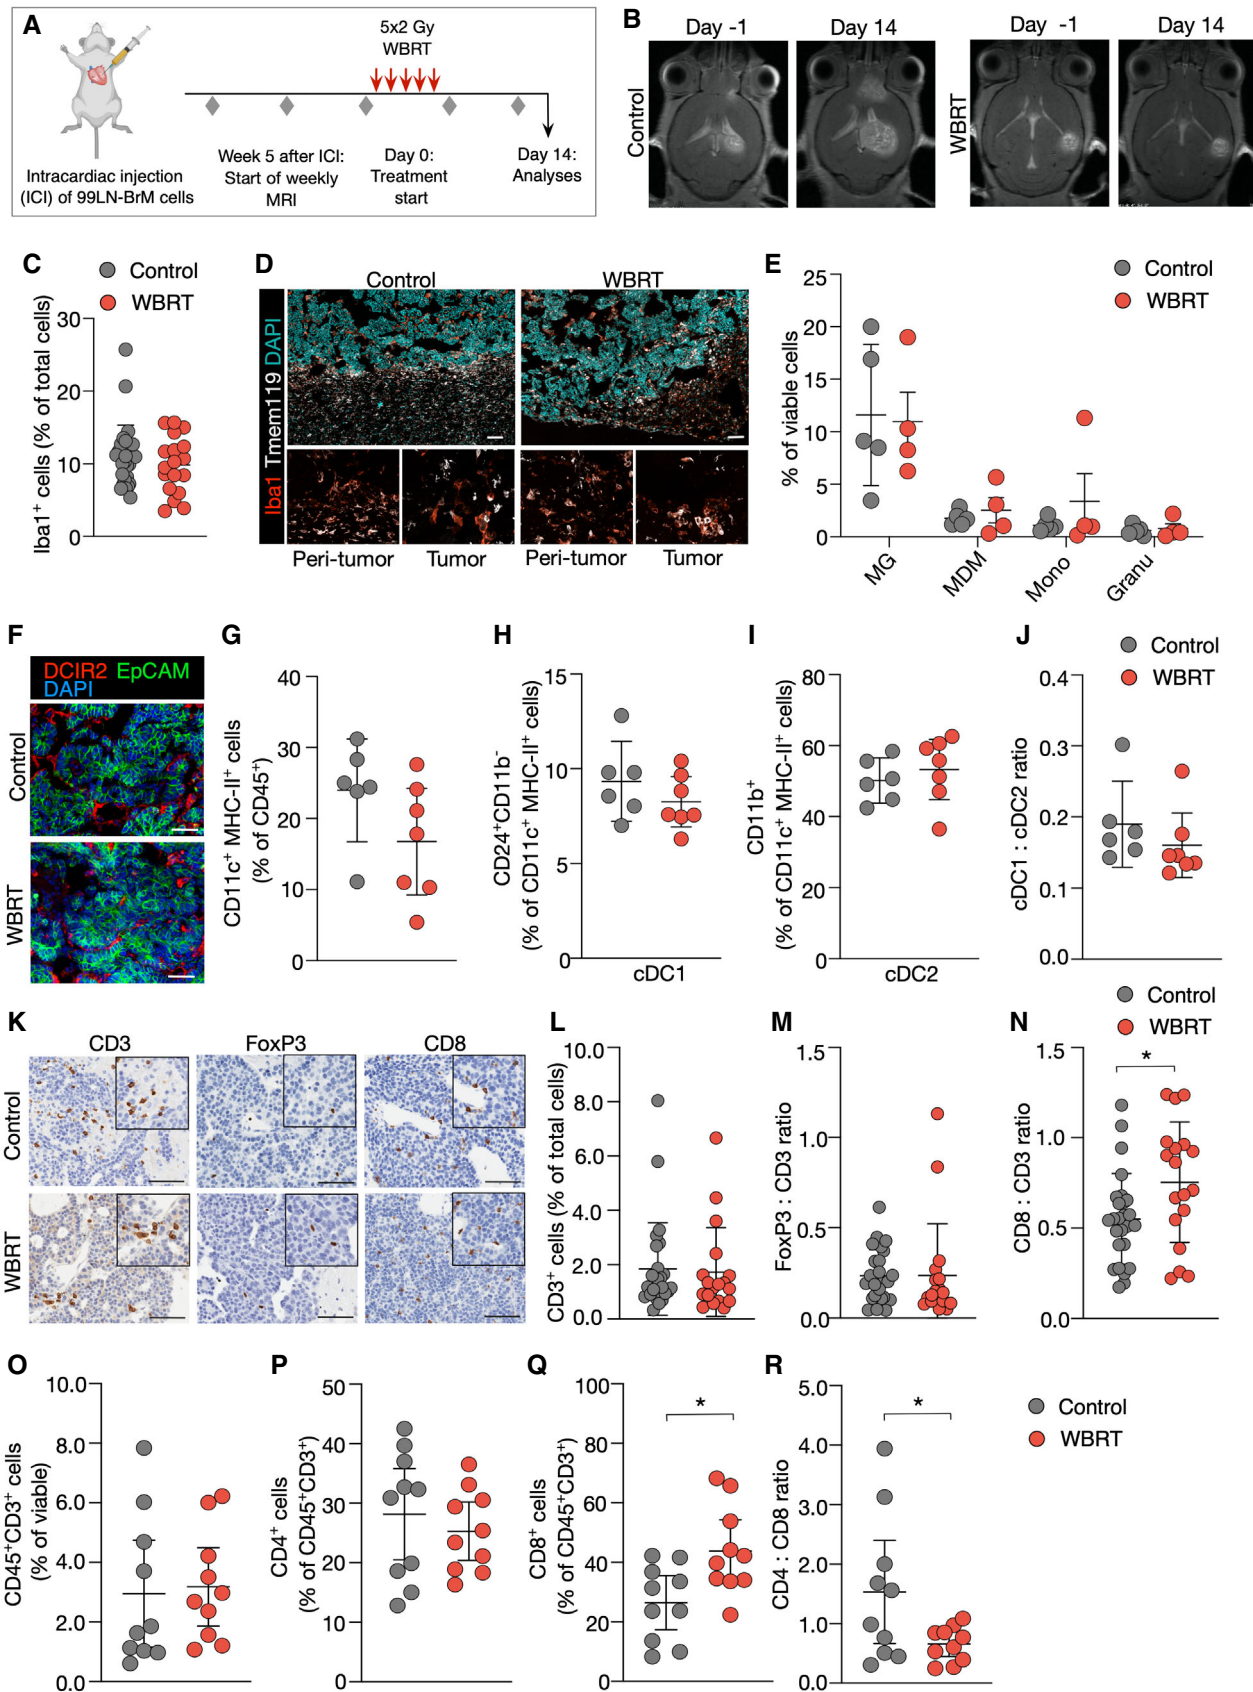 A
5x2 Gy
WBRT
Intracardiac injection
(ICI) of 99LN-BrM cells
Week 5 after ICI:
Start of weekly
MRI
Day 0:
Treatment
start
Day 14:
Analyses
B
Day -1
Day 14
Day -1
Day 14
Control
WBRT
C
Control
WBRT
Iba1+ cells (% of total cells)
30
20
10
0
D
Control
WBRT
Iba1 Tmem119 DAPI
Peri-tumor
Tumor
Peri-tumor
Tumor
E
Control
WBRT
% of viable cells
25
20
15
10
5
0
MG
MDM
Mono
Granu
F
DCIR2 EpCAM
DAPI
Control
WBRT
G
CD11c+ MHC-II+ cells
(% of CD45+)
40
30
20
10
0
H
CD24+CD11b-
(% of CD11c+ MHC-II+ cells)
15
10
5
0
cDC1
I
CD11b+
(% of CD11c+ MHC-II+ cells)
80
60
40
20
0
cDC2
J
Control
WBRT
cDC1 : cDC2 ratio
0.4
0.3
0.2
0.1
0.0
K
CD3
FoxP3
CD8
Control
WBRT
L
CD3+ cells (% of total cells)
10.0
8.0
6.0
4.0
2.0
0.0
M
FoxP3 : CD3 ratio
1.5
1.0
0.5
0.0
N
Control
WBRT
CD8 : CD3 ratio
1.5
1.0
0.5
0.0
*
O
CD45+CD3+ cells
(% of viable)
10.0
8.0
6.0
4.0
2.0
0.0
P
CD4+ cells
(% of CD45+CD3+)
50
40
30
20
10
0
Q
CD8+ cells
(% of CD45+CD3+)
100
80
60
40
20
0
*
R
CD4 : CD8 ratio
5.0
4.0
3.0
2.0
1.0
0.0
*
Control
WBRT